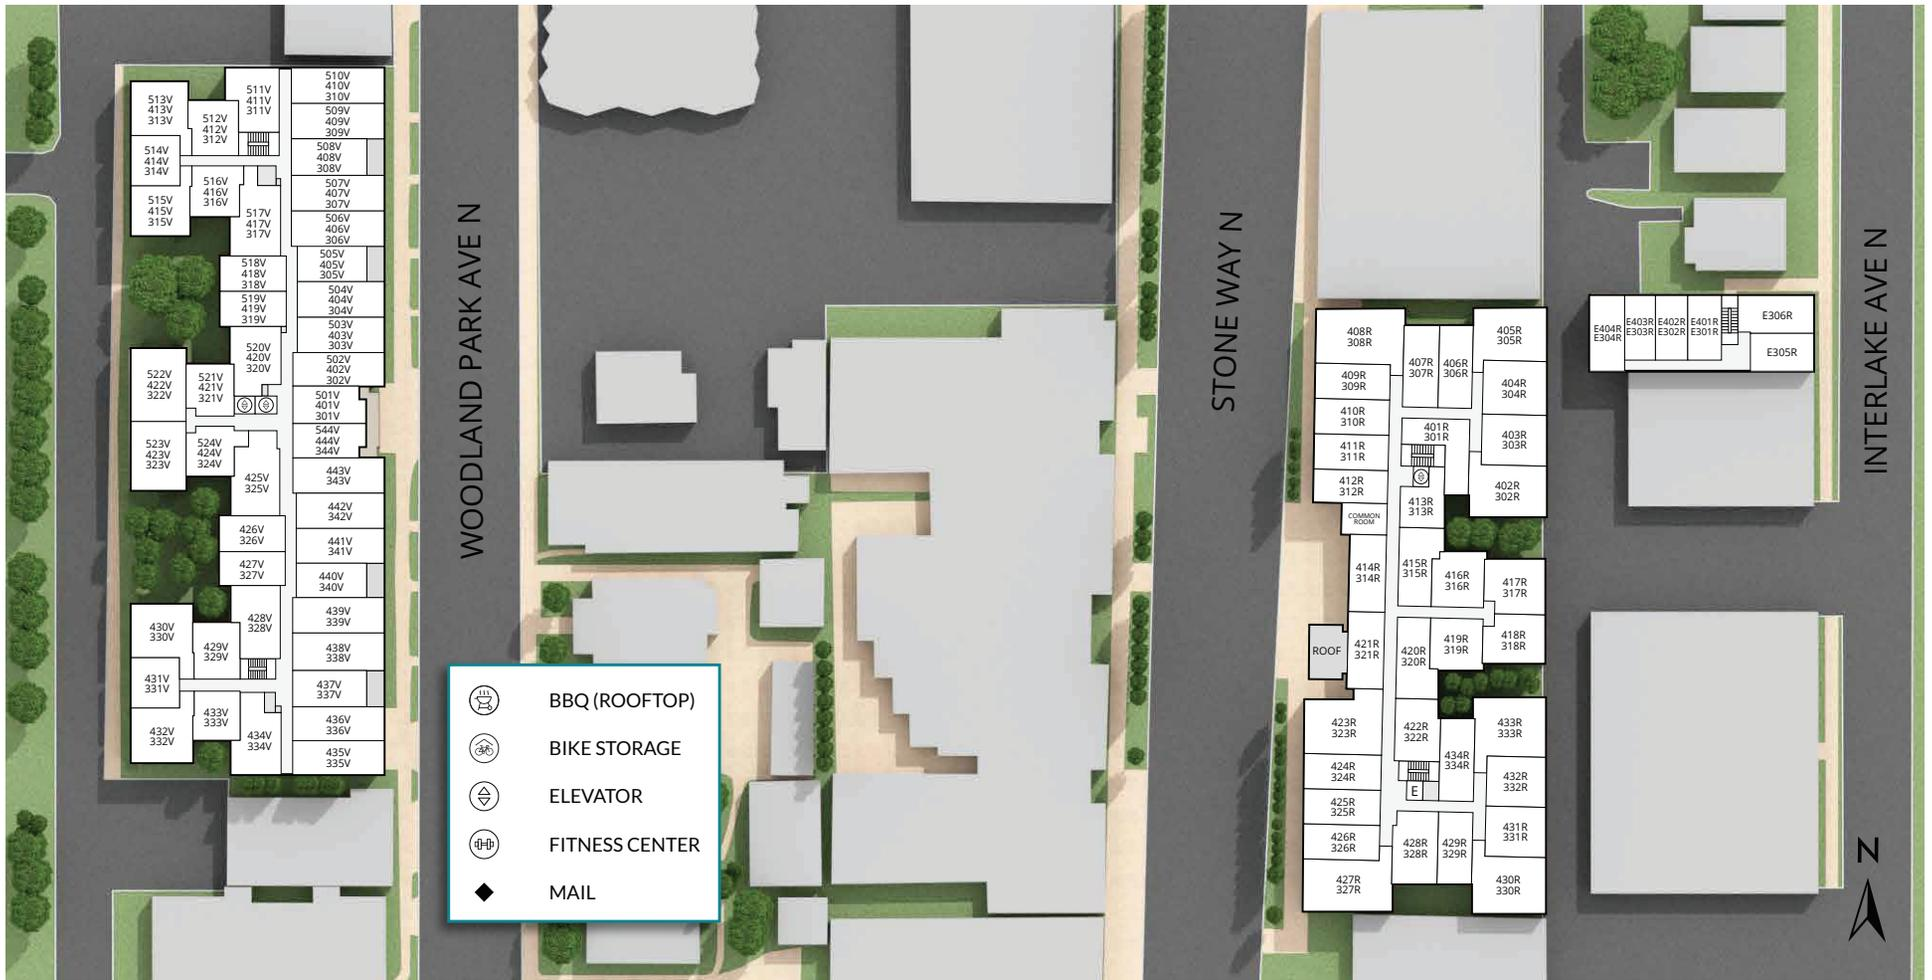 513V
413V
313V
512V
412V
312V
511V
411V
311V
510V
410V
310V
509V
409V
309V
514V
414V
314V
508V
408V
308V
516V
416V
316V
507V
407V
307V
515V
415V
315V
517V
417V
317V
506V
406V
306V
505V
405V
305V
518V
418V
318V
504V
404V
304V
519V
419V
319V
503V
403V
303V
520V
420V
320V
502V
402V
302V
522V
422V
322V
521V
421V
321V
501V
401V
301V
523V
423V
323V
524V
424V
324V
544V
444V
344V
425V
325V
443V
343V
442V
342V
426V
326V
441V
341V
427V
327V
440V
340V
430V
330V
428V
328V
439V
339V
429V
329V
438V
338V
431V
331V
437V
337V
432V
332V
433V
333V
434V
334V
436V
336V
435V
335V
WOODLAND PARK AVE N
BBQ (ROOFTOP)
BIKE STORAGE
ELEVATOR
FITNESS CENTER
MAIL
STONE WAY N
408R
308R
407R
307R
406R
306R
405R
305R
409R
309R
404R
304R
410R
310R
401R
301R
403R
303R
411R
311R
412R
312R
402R
302R
413R
313R
COMMON
ROOM
414R
314R
415R
315R
416R
316R
417R
317R
ROOF
421R
321R
420R
320R
419R
319R
418R
318R
423R
323R
422R
322R
433R
333R
434R
334R
424R
324R
432R
332R
E
425R
325R
431R
331R
426R
326R
428R
328R
429R
329R
427R
327R
430R
330R
E404R
E304R
E403R
E303R
E402R
E302R
E401R
E301R
E306R
E305R
INTERLAKE AVE N
N